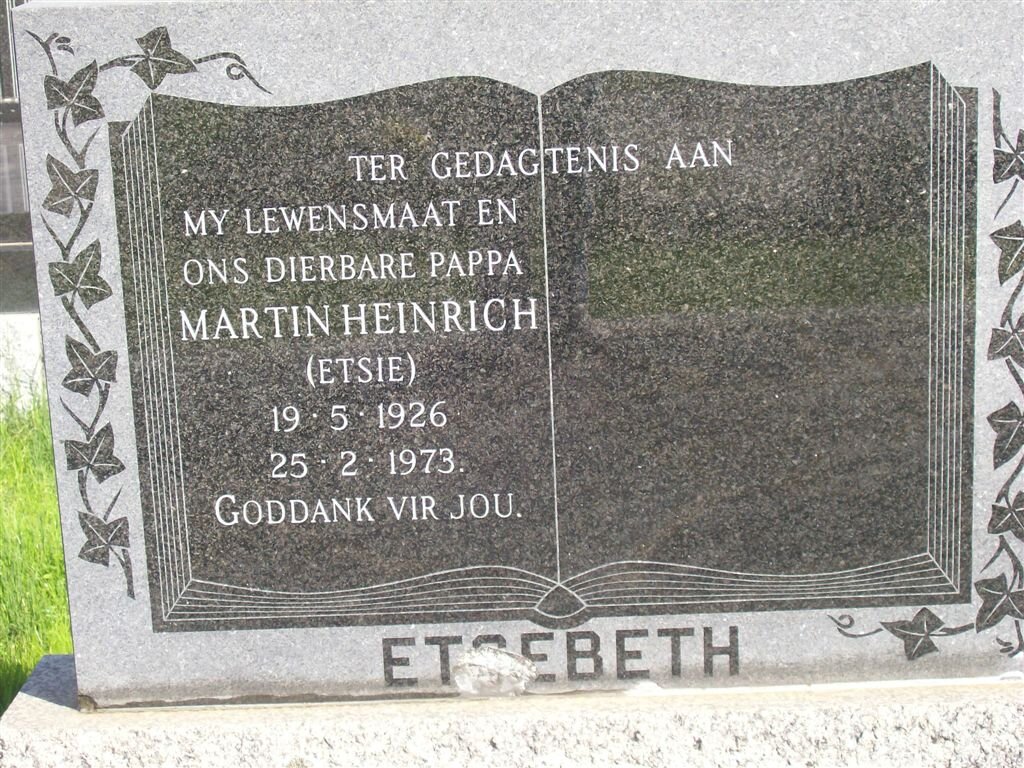 TER GEDAGTENIS AAN
MY LEWENSMAAT EN
ONS DIERBARE PAPPA
MARTIN HEINRICH
(ETSIE)
19 · 5 · 1926
25 · 2 · 1973.
GODDANK VIR JOU.
ETSEBETH